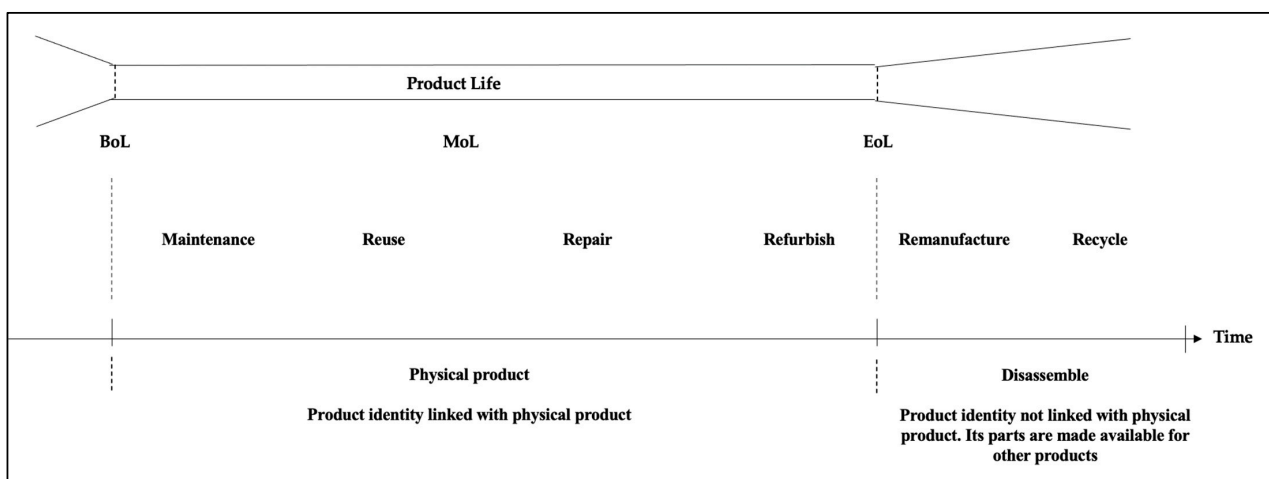 Product Life
BoL
MoL
EoL
Maintenance
Reuse
Repair
Refurbish
Remanufacture
Recycle
Time
Physical product
Disassemble
Product identity linked with physical product
Product identity not linked with physical
product. Its parts are made available for
other products